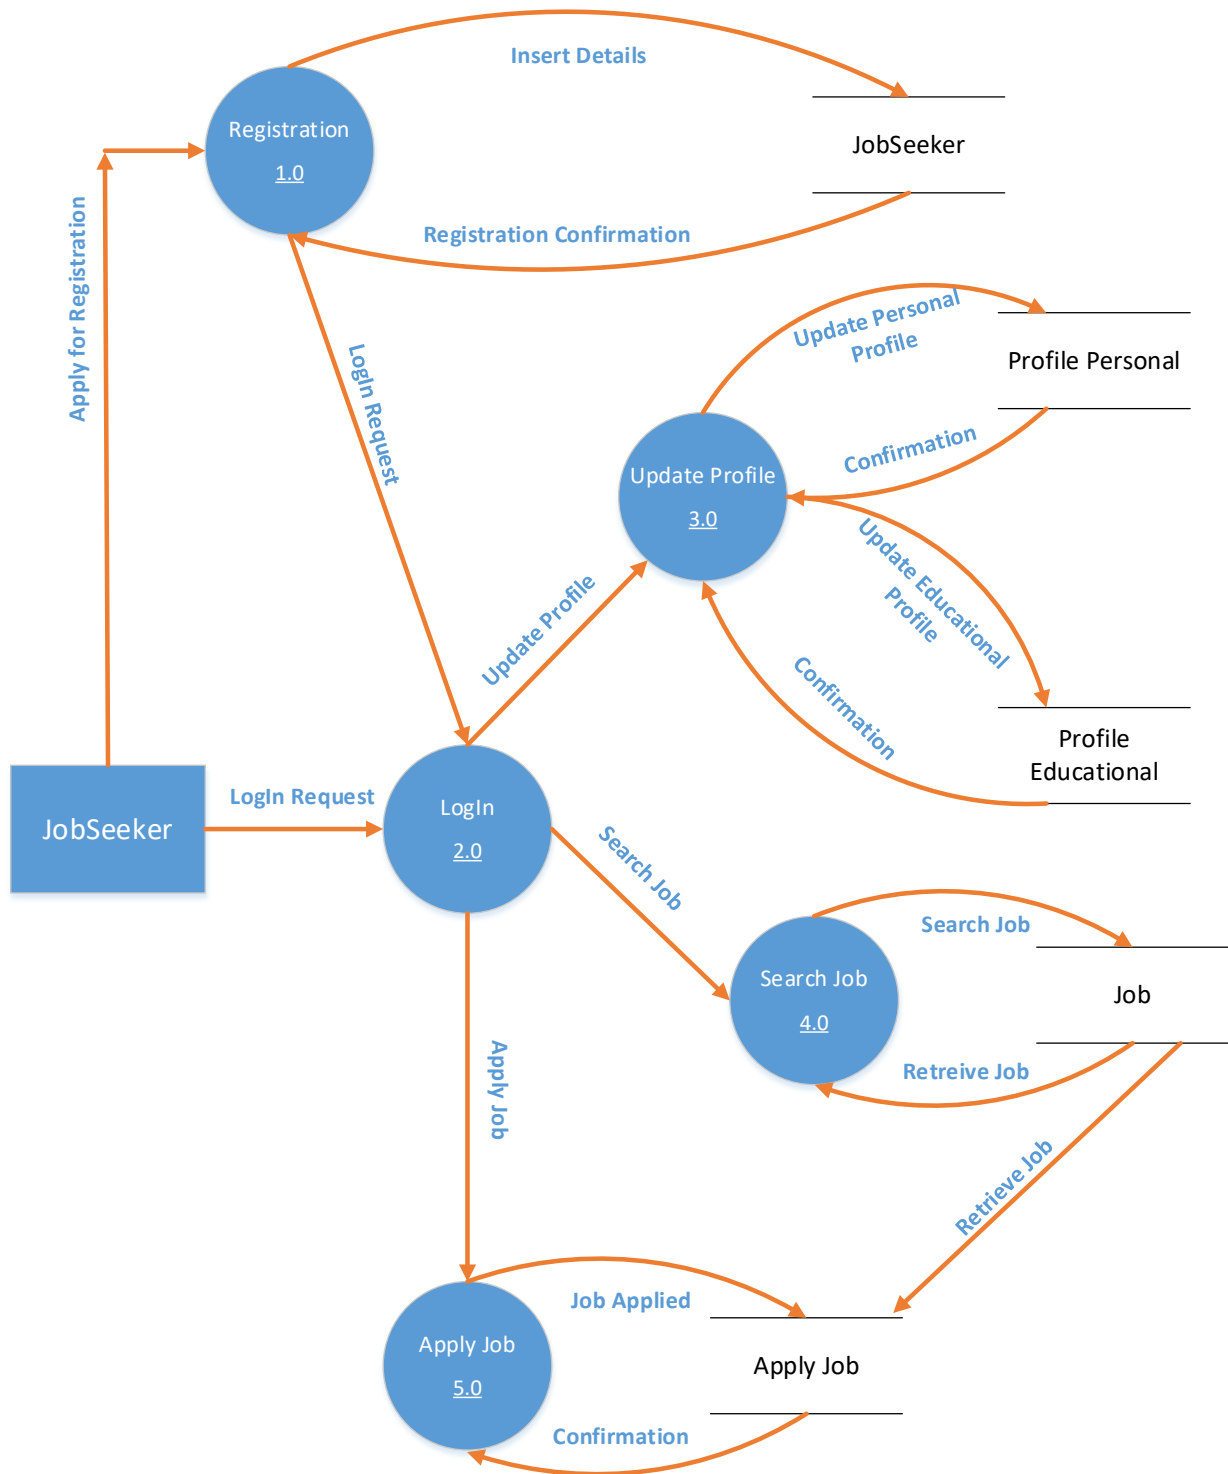 Insert Details
Registration
1.0
JobSeeker
Registration Confirmation
Apply for Registration
LogIn Request
Update Personal
Profile
Profile Personal
Confirmation
Update Profile
3.0
Update Educational
Profile
Update Profile
Confirmation
Profile
Educational
JobSeeker
LogIn Request
LogIn
2.0
Search Job
Search Job
4.0
Search Job
Job
Retreive Job
Apply Job
Retrieve Job
Job Applied
Apply Job
5.0
Apply Job
Confirmation